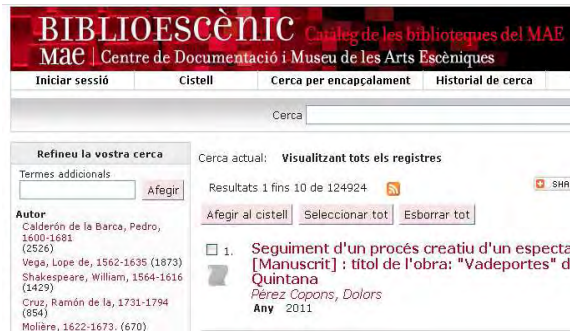 BIBLIOESCÈNIC Catàleg de les biblioteques del MAE
мае | Centre de Documentació i Museu de les Arts Escèniques
Iniciar sessió Cistell Cerca per encapçalament Historial de cerca
Cerca
Refineu la vostra cerca
Termes addicionals
Afegir
Autor
Calderón de la Barca, Pedro,
1600-1681
(2526)
Vega, Lope de, 1562-1635 (1873)
Shakespeare, William, 1564-1616
(1429)
Cruz, Ramón de la, 1731-1794
(854)
Molière, 1622-1673. (670)
Cerca actual: Visualitzant tots els registres
Resultats 1 fins 10 de 124924
SHA
Afegir al cistell Seleccionar tot Esborrar tot
1. Seguiment d'un procés creatiu d'un especta
[Manuscrit] : títol de l'obra: "Vadeportes" d
Quintana
Pérez Copons, Dolors
Any 2011